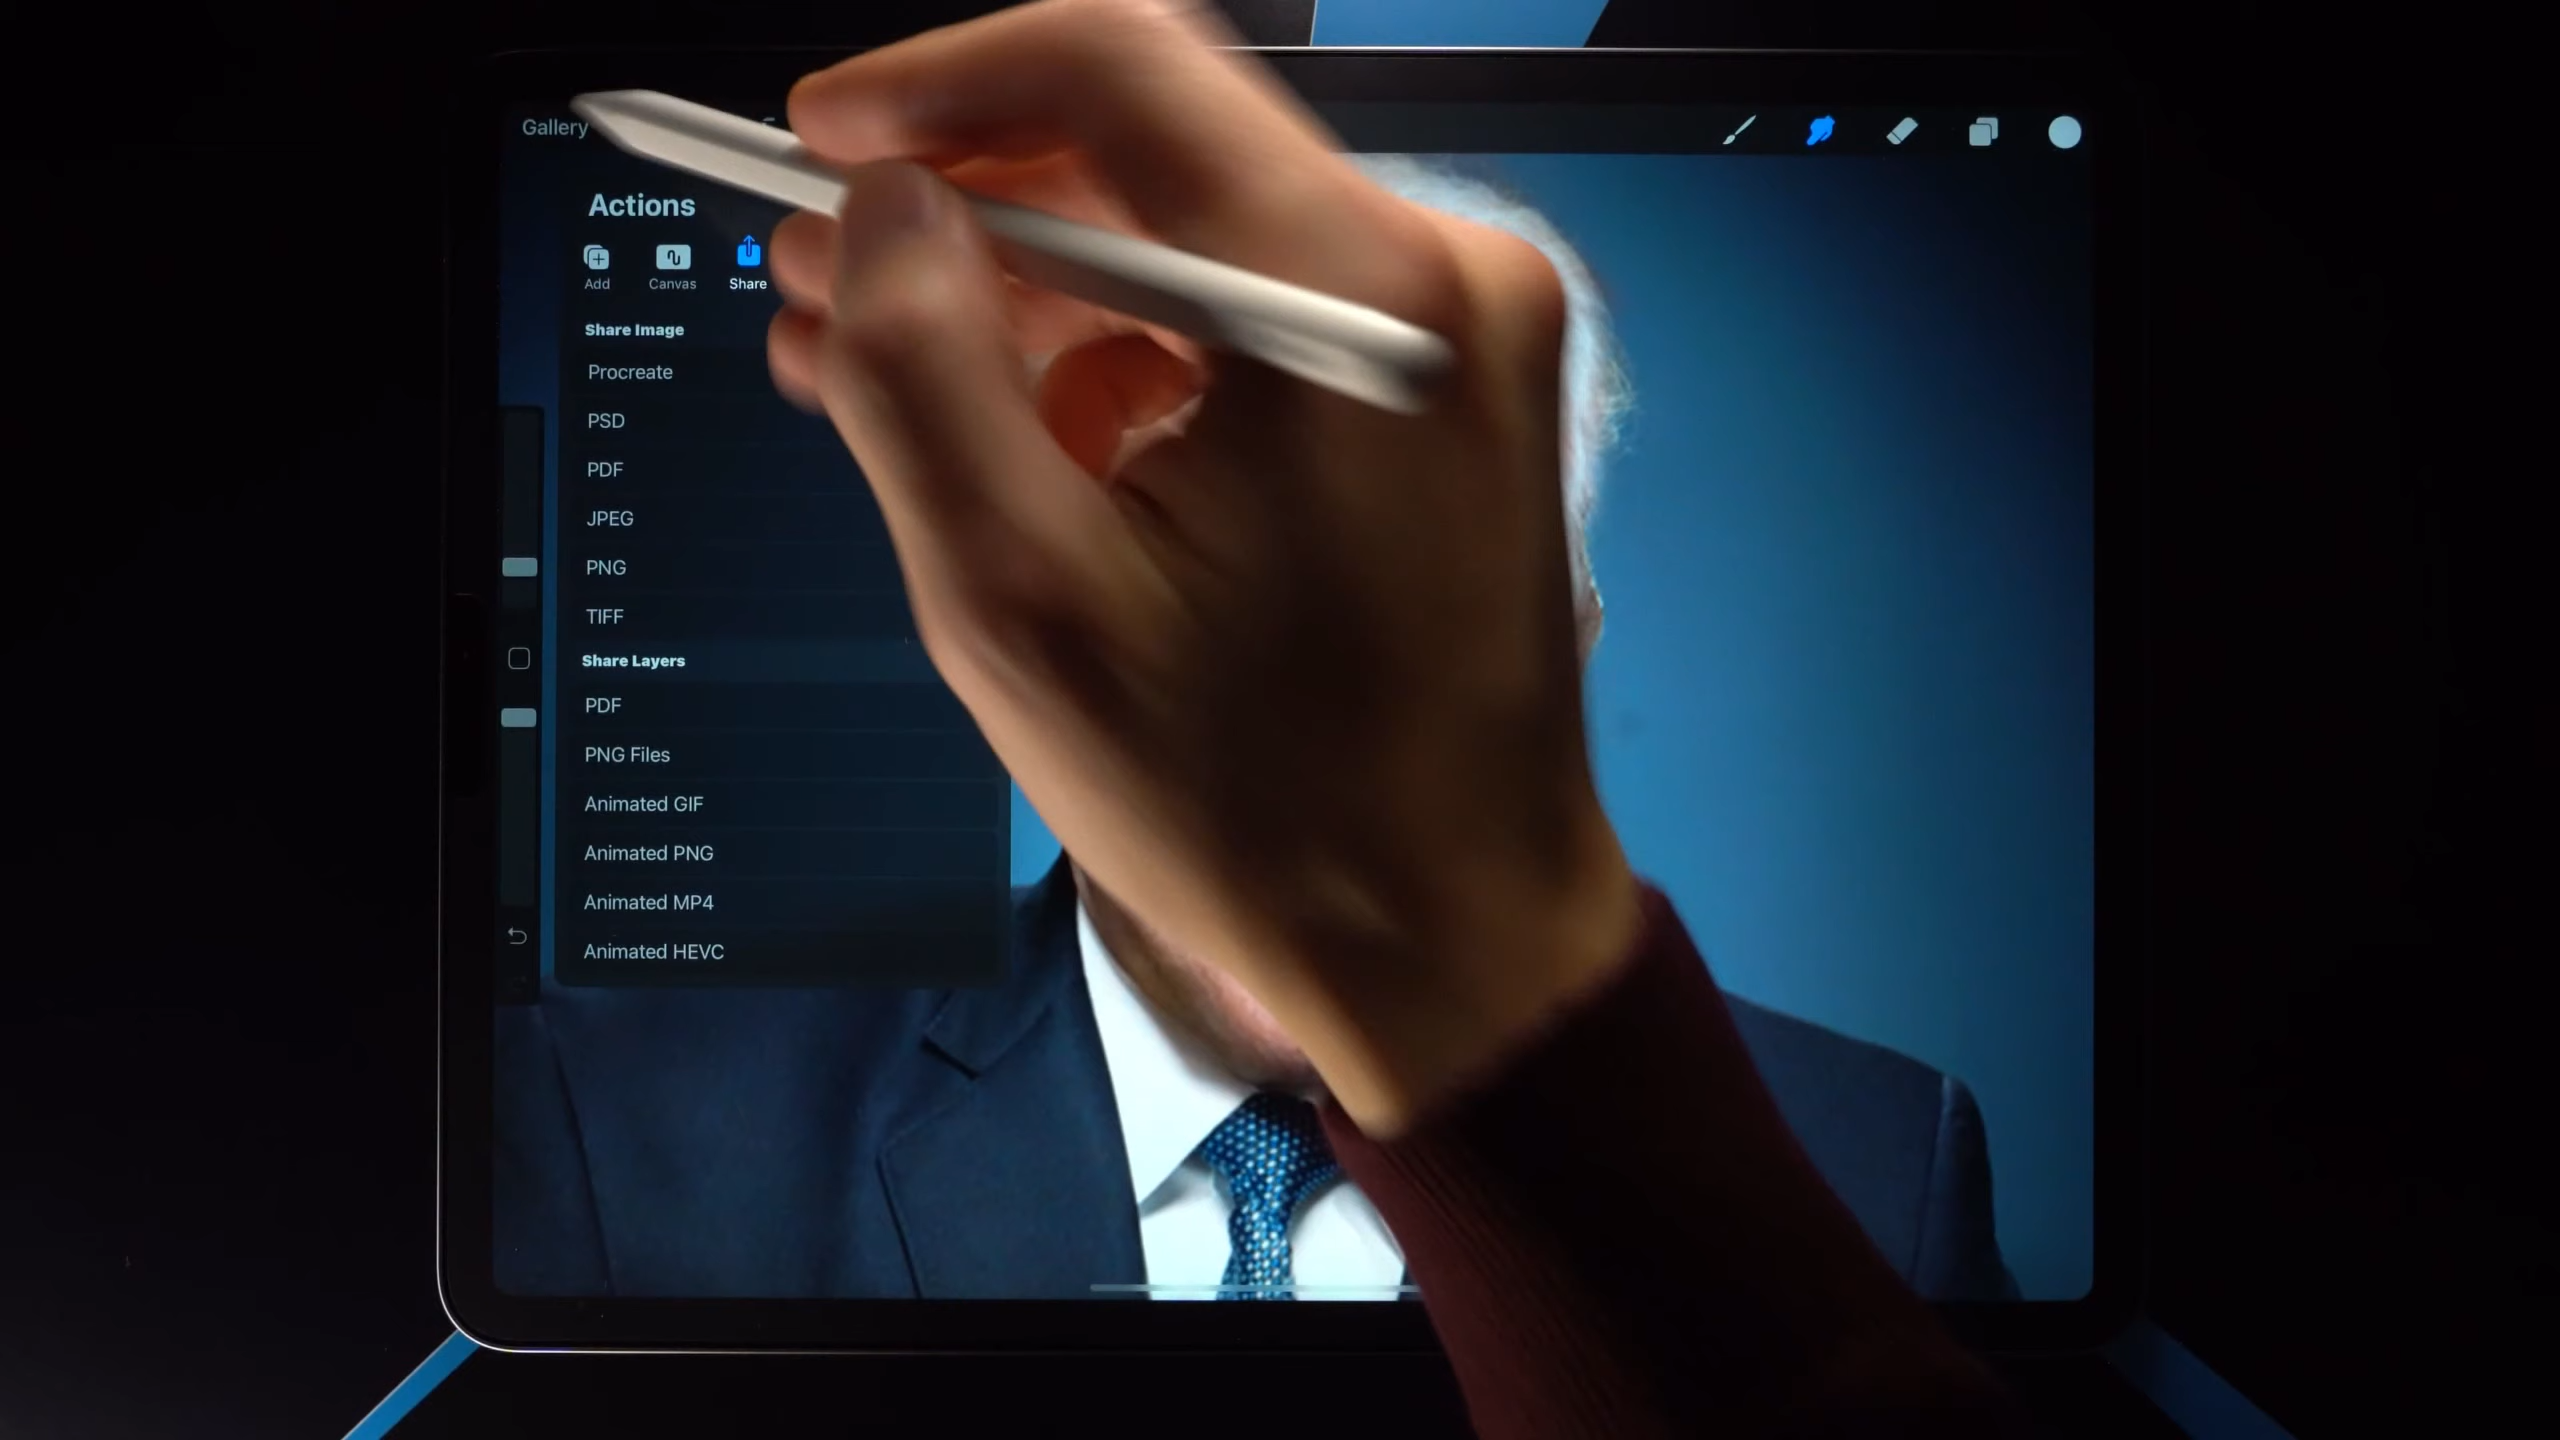 Gallery
Actions
Add Canvas Share
Share Image
Procreate
PSD
PDF
JPEG
PNG
TIFF
Share Layers
PDF
PNG Files
Animated GIF
Animated PNG
Animated MP4
Animated HEVC